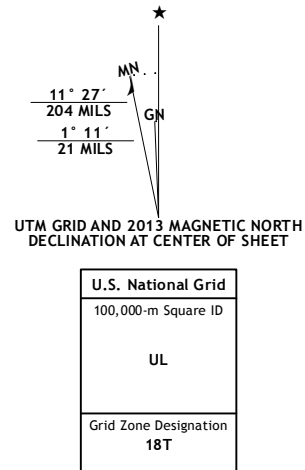 ★
MN
11° 27´
204 MILS
GN
1° 11´
21 MILS
UTM GRID AND 2013 MAGNETIC NORTH
DECLINATION AT CENTER OF SHEET
U.S. National Grid
100,000-m Square ID
UL
Grid Zone Designation
18T